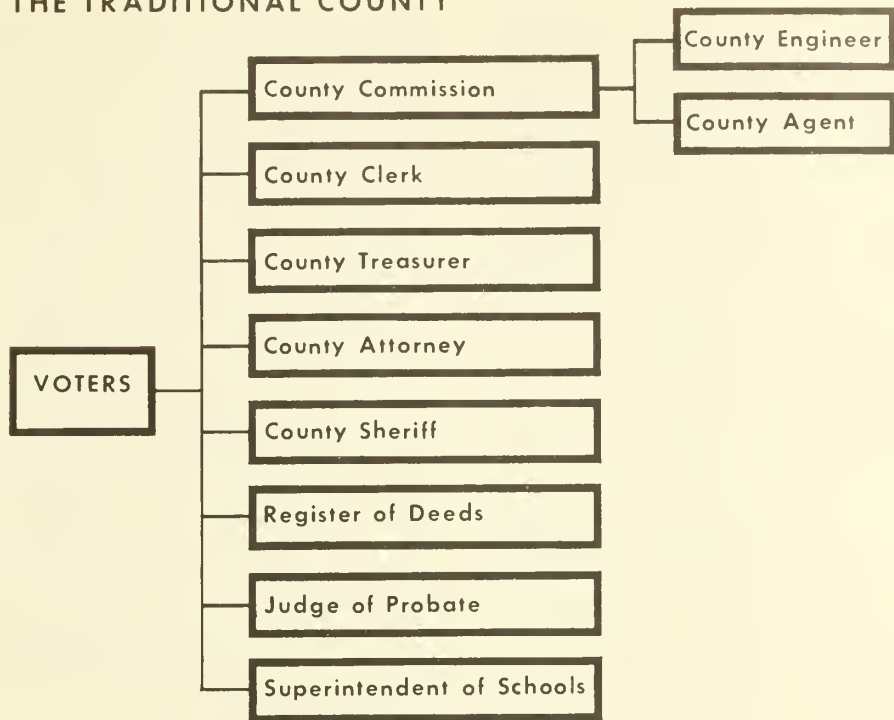 THE TRADITIONAL COUNTY
County Engineer
County Commission
County Agent
County Clerk
County Treasurer
County Attorney
VOTERS
County Sheriff
Register of Deeds
Judge of Probate
Superintendent of Schools